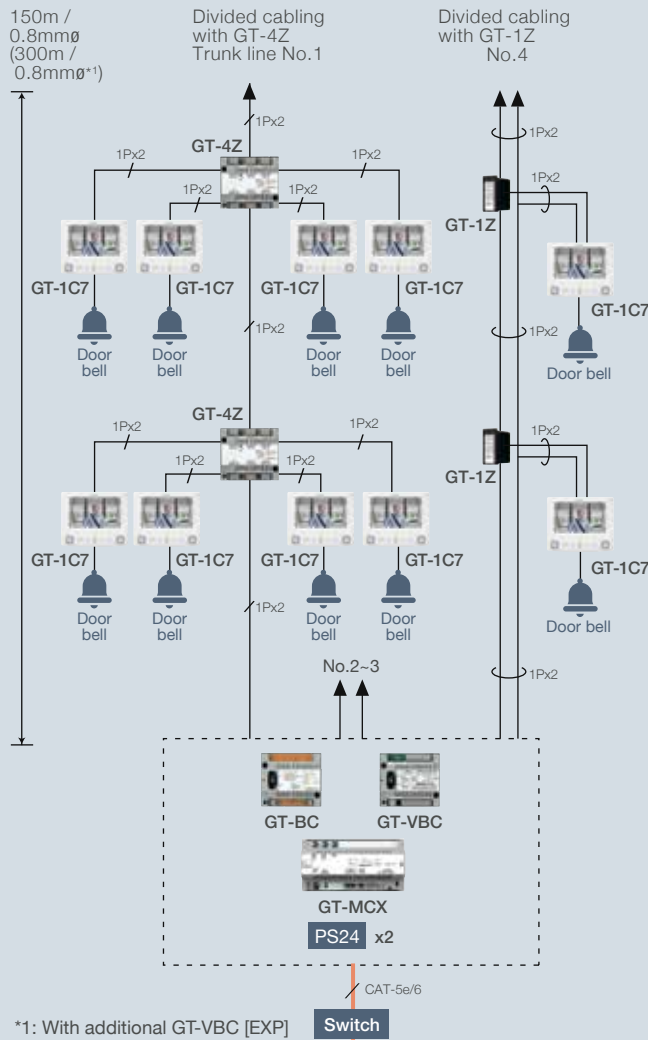 150m /
0.8mmø
(300m /
0.8mmø*1)
Divided cabling
with GT-4Z
Trunk line No.1
Divided cabling
with GT-1Z
No.4
1Px2
1Px2
GT-4Z
1Px2
1Px2
1Px2
1Px2
1Px2
1Px2
GT-1Z
GT-1C7
GT-1C7
GT-1C7
GT-1C7
GT-1C7
Door
bell
Door
bell
Door
bell
Door
bell
1Px2
1Px2
Door bell
GT-4Z
1Px2
1Px2
1Px2
1Px2
1Px2
GT-1Z
GT-1C7
GT-1C7
GT-1C7
GT-1C7
GT-1C7
Door
bell
Door
bell
Door
bell
Door
bell
1Px2
Door bell
No.2~3
1Px2
GT-BC
GT-VBC
GT-MCX
PS24 x2
CAT-5e/6
*1: With additional GT-VBC [EXP]
Switch